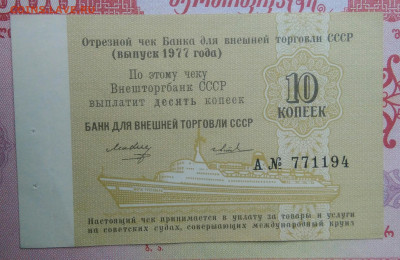 Отрезной чек Банка для внешней торговли СССР
(выпуск 1977 года)
По этому чеку
Внешторгбанк СССР
выплатит десять копеек
10
КОПЕЕК
БАНК ДЛЯ ВНЕШНЕЙ ТОРГОВЛИ СССР
А № 771194
Настоящий чек принимается в уплату за товары и услуги
на советских судах, совершающих международный круиз